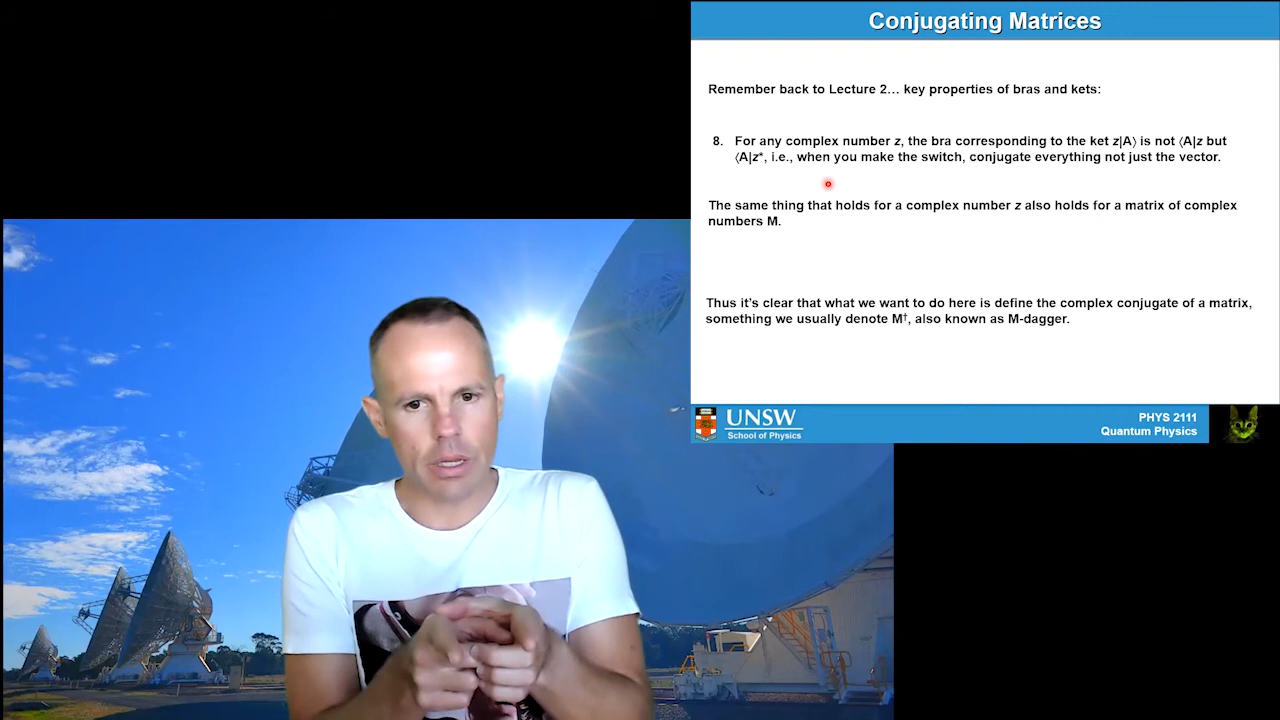 Conjugating Matrices
Remember back to Lecture 2… key properties of bras and kets:
8. For any complex number z, the bra corresponding to the ket z|A⟩ is not ⟨A|z but
⟨A|z*, i.e., when you make the switch, conjugate everything not just the vector.
The same thing that holds for a complex number z also holds for a matrix of complex
numbers M.
Thus it’s clear that what we want to do here is define the complex conjugate of a matrix,
something we usually denote M†, also known as M-dagger.
UNSW
School of Physics
PHYS 2111
Quantum Physics